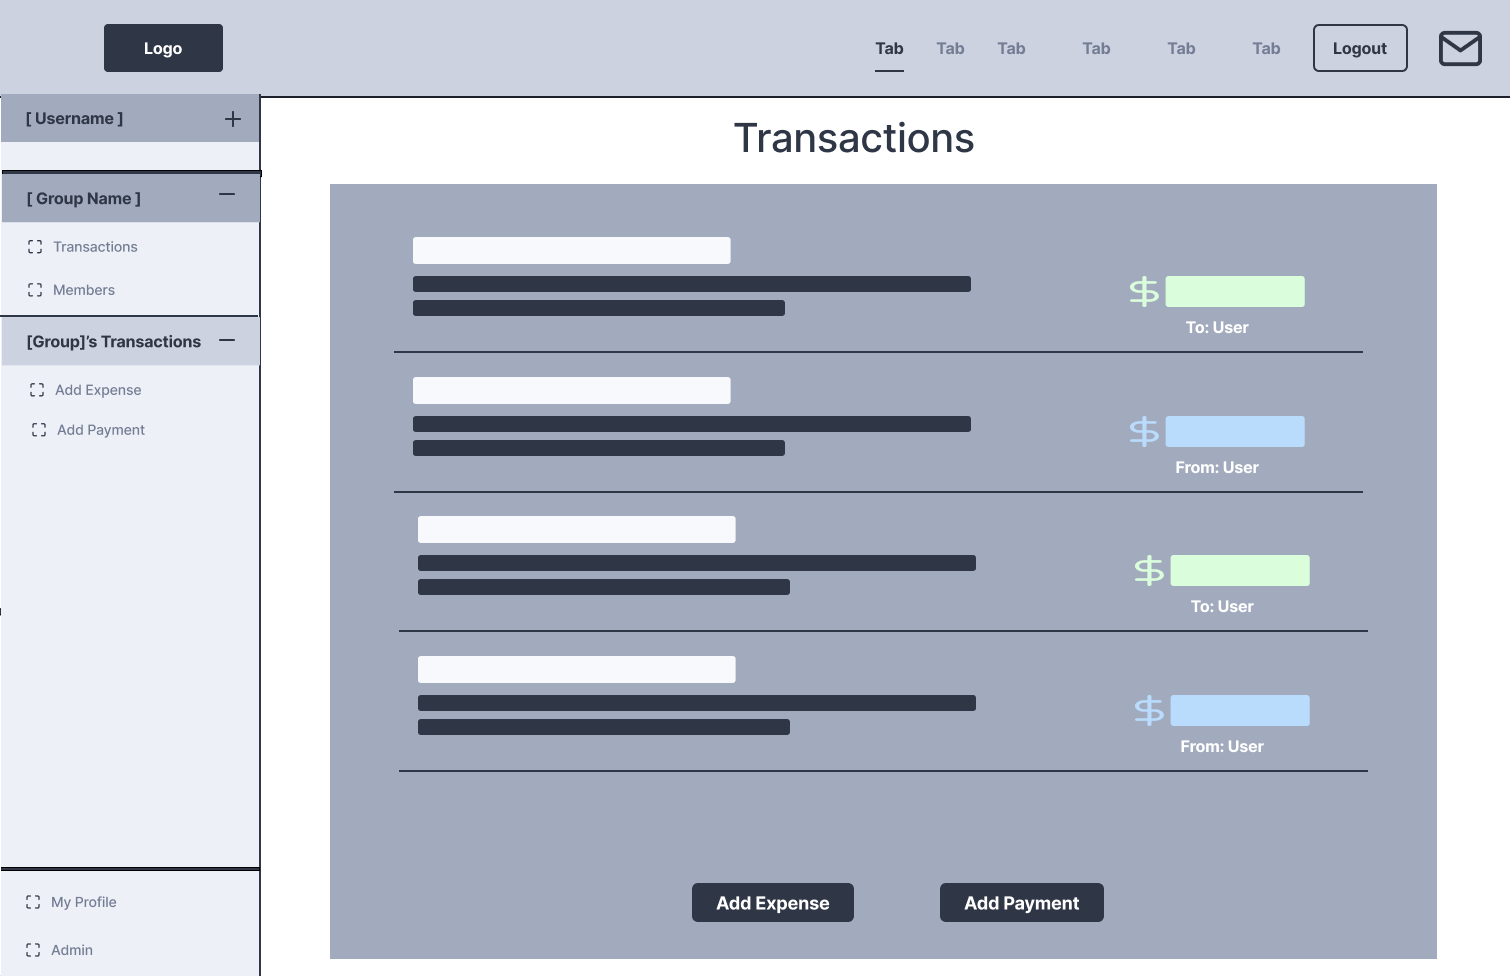 Logo
Tab Tab Tab Tab Tab Tab Logout
[ Username ]
Transactions
[ Group Name ]
Transactions
Members
[Group]’s Transactions
Add Expense
Add Payment
$
To: User
$
From: User
$
To: User
$
From: User
Add Expense Add Payment
My Profile
Admin